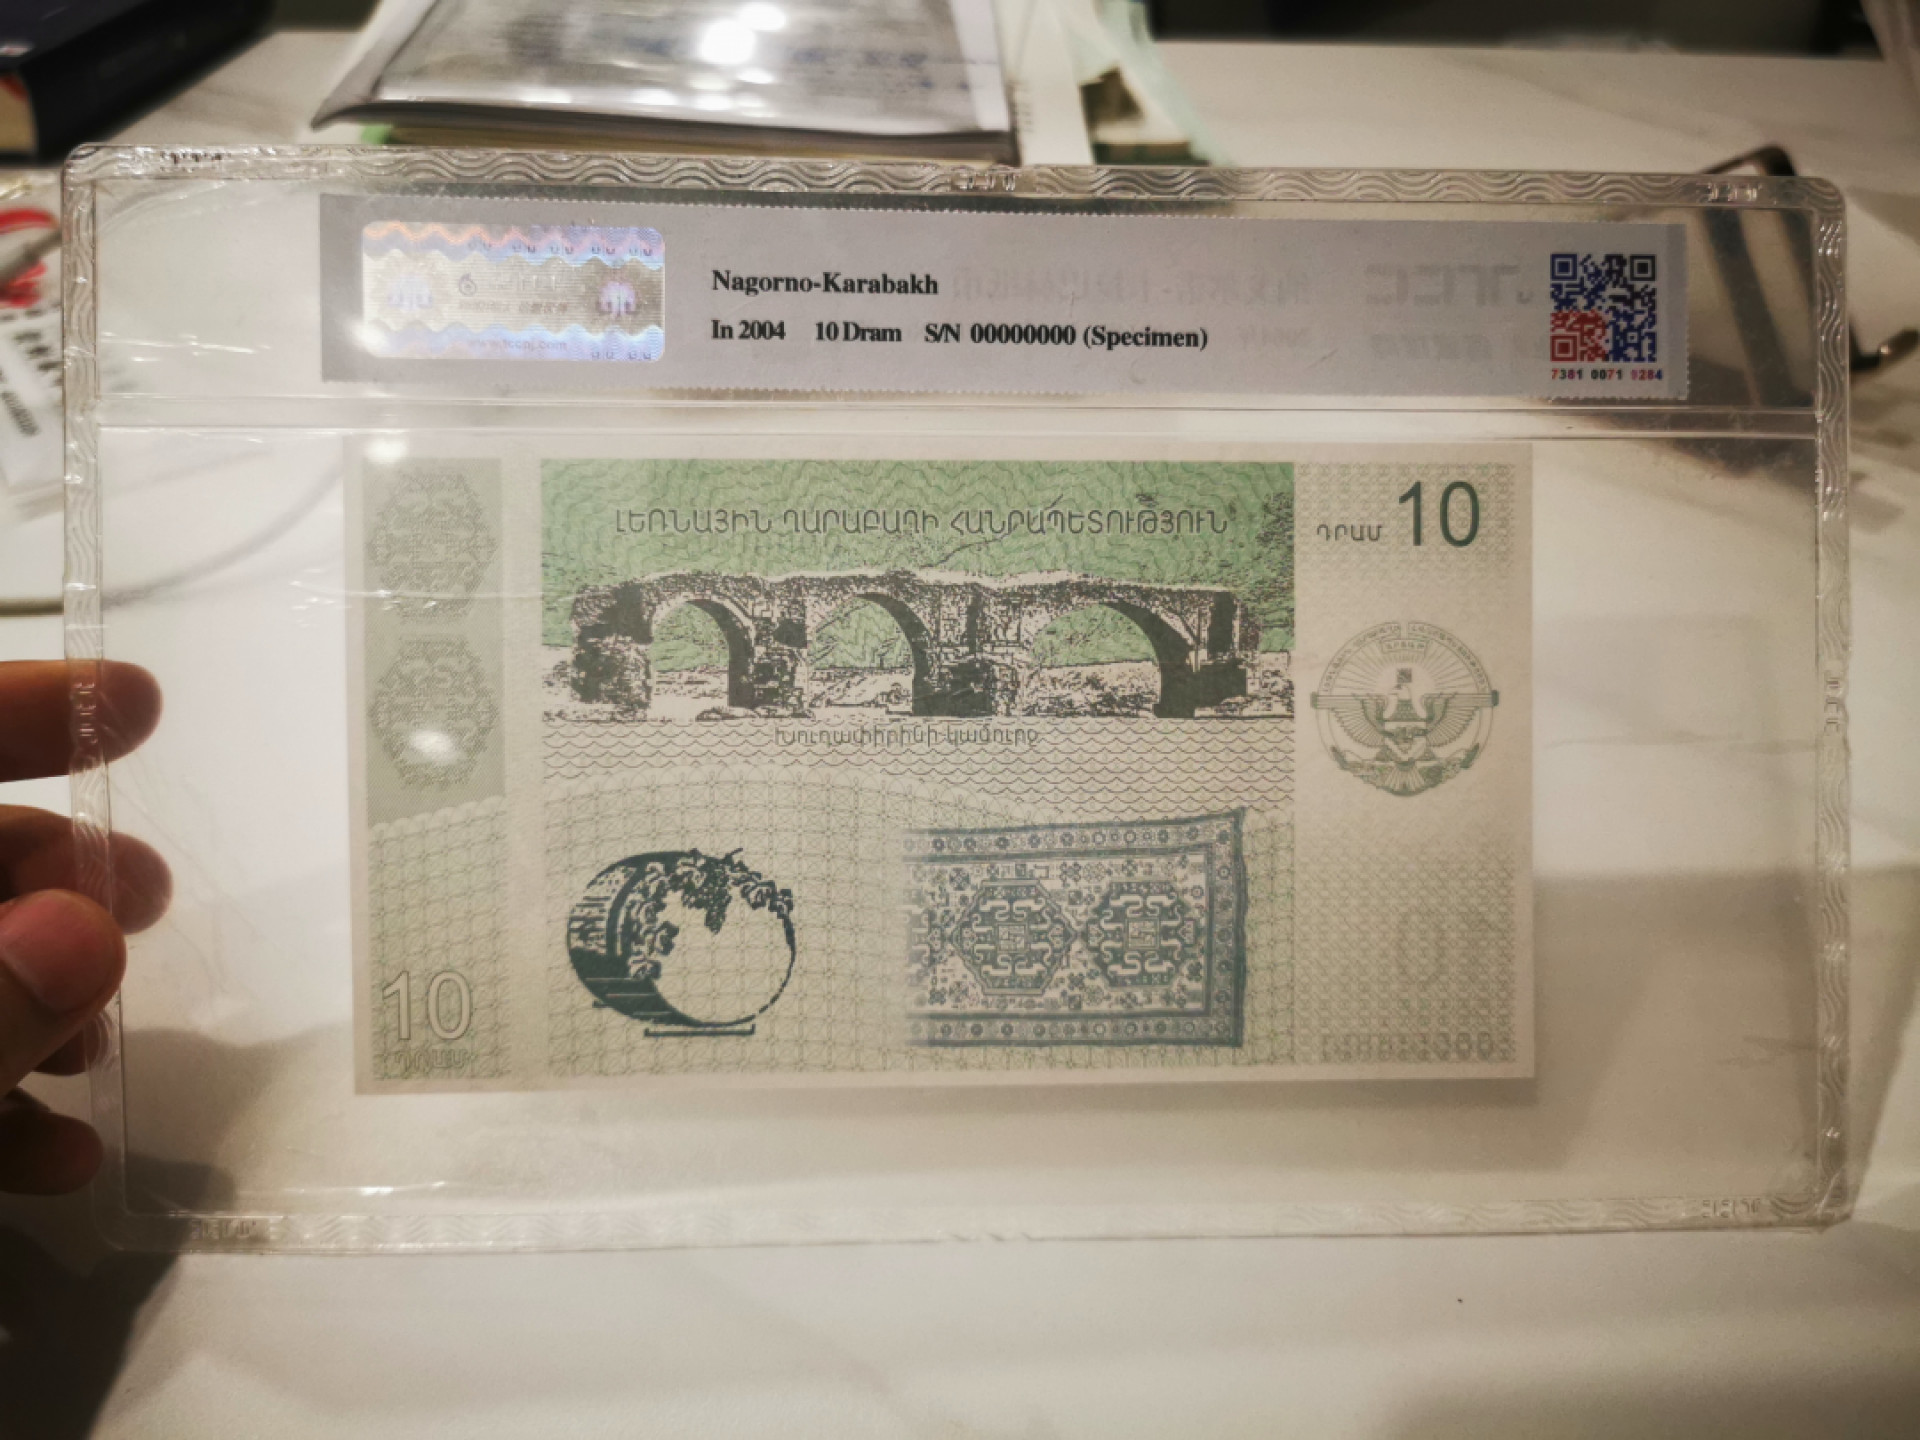 Nagorno-Karabakh
In 2004 10 Dram S/N 00000000 (Specimen)
7381 0071 9284
ԼԵՌՆԱՅԻՆ ՂԱՐԱԲԱՂԻ ՀԱՆՐԱՊԵՏՈՒԹՅՈՒՆ
ԴՐԱՄ 10
Խուդափիրինի կամուրջ
10
ԴՐԱՄ